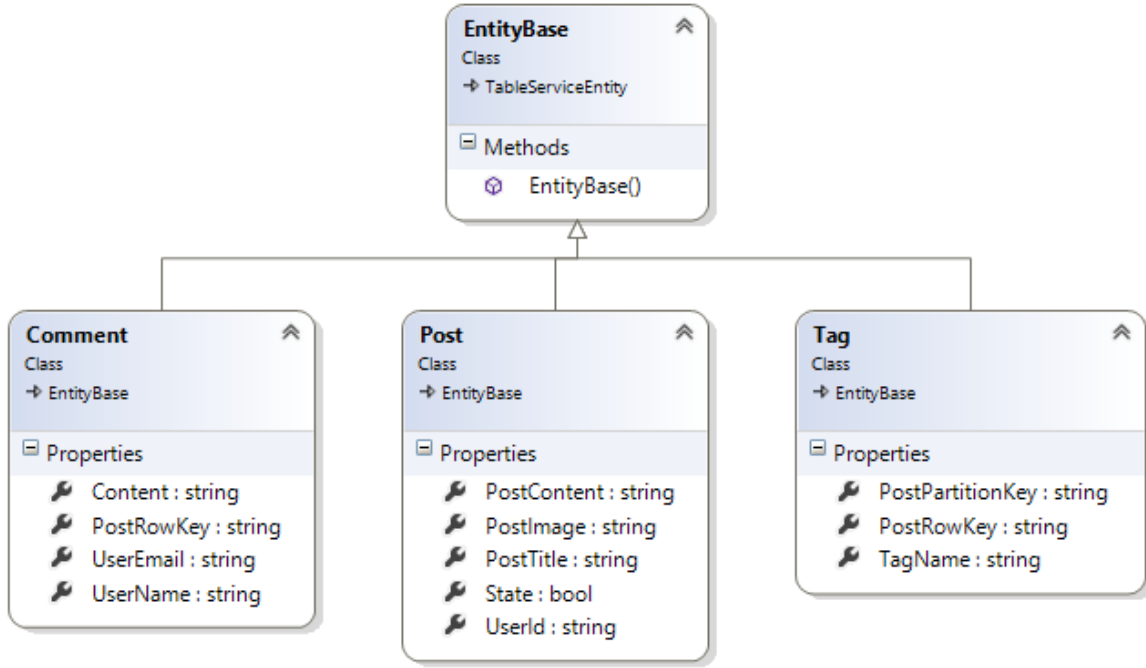 EntityBase
Class
TableServiceEntity
Methods
EntityBase()
Comment
Class
EntityBase
Properties
Content : string
PostRowKey : string
UserEmail : string
UserName : string
Post
Class
EntityBase
Properties
PostContent : string
PostImage : string
PostTitle : string
State : bool
UserId : string
Tag
Class
EntityBase
Properties
PostPartitionKey : string
PostRowKey : string
TagName : string